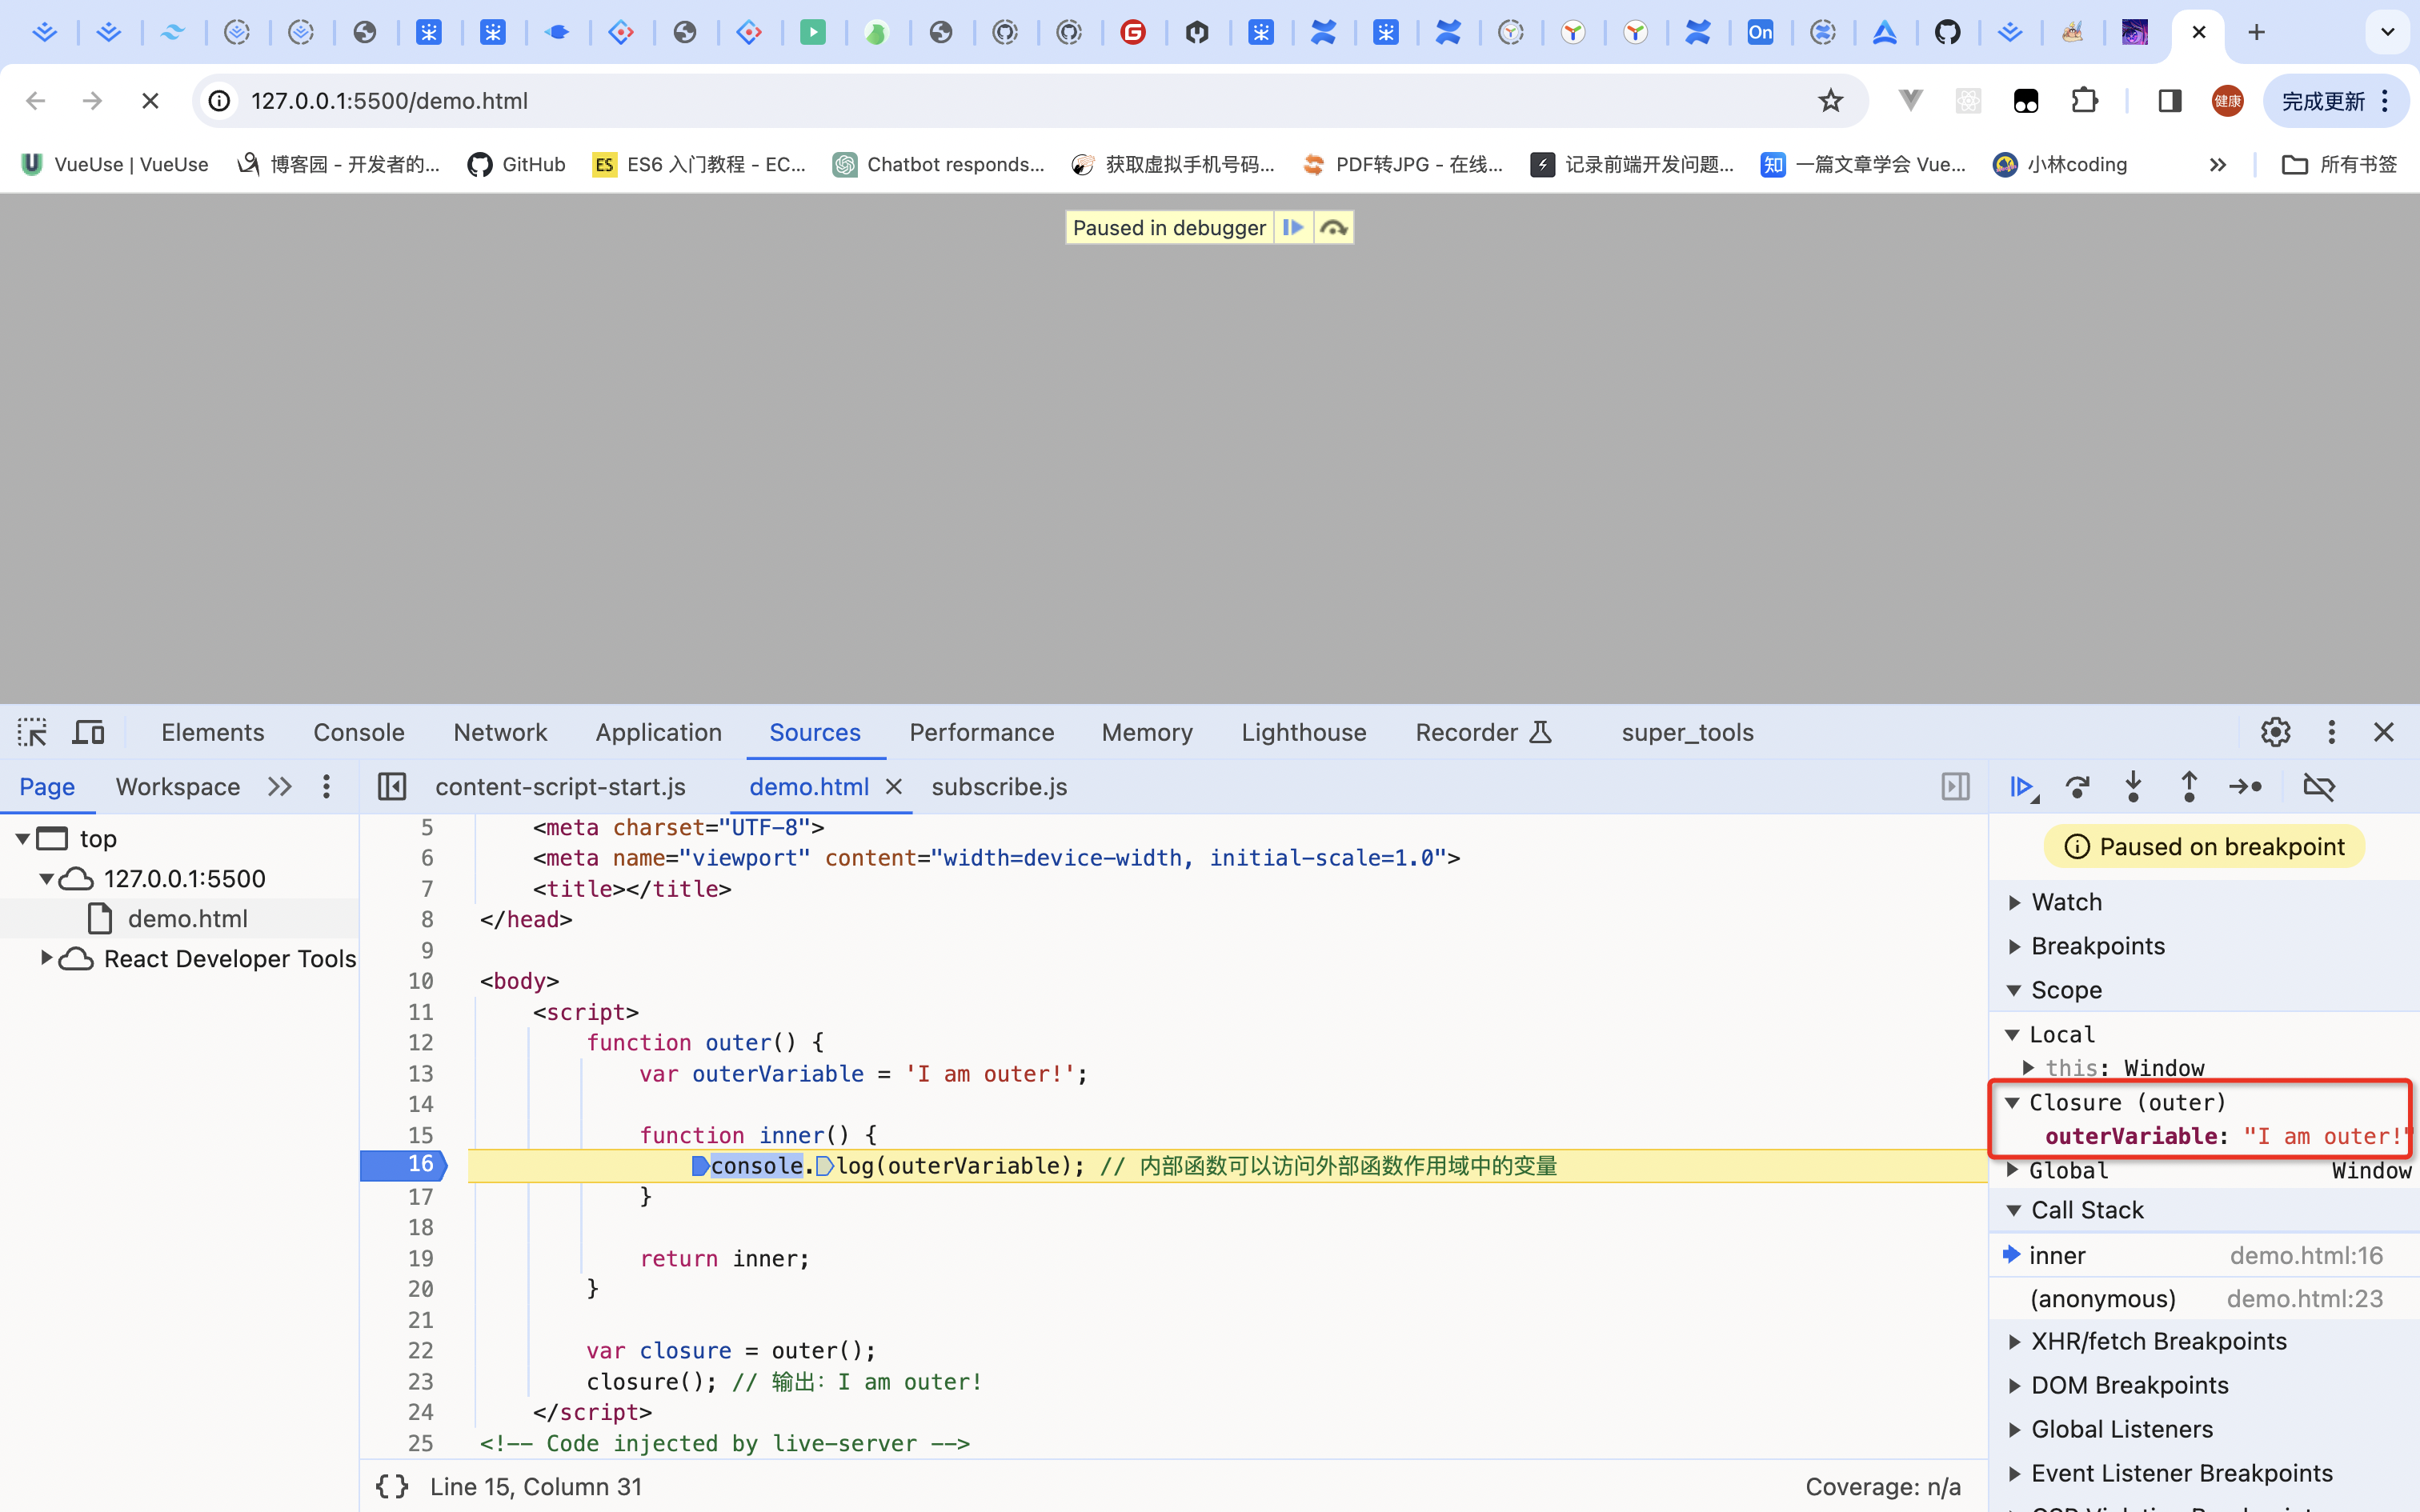 On
127.0.0.1:5500/demo.html
健康
完成更新
VueUse | VueUse
博客园 - 开发者的...
GitHub
ES
ES6 入门教程 - EC...
Chatbot responds...
获取虚拟手机号码...
PDF转JPG - 在线...
记录前端开发问题...
知
一篇文章学会 Vue...
小林coding
所有书签
Paused in debugger
Elements
Console
Network
Application
Sources
Performance
Memory
Lighthouse
Recorder
super_tools
Page
Workspace
content-script-start.js
demo.html
subscribe.js
top
127.0.0.1:5500
demo.html
React Developer Tools
5 <meta charset="UTF-8">
6 <meta name="viewport" content="width=device-width, initial-scale=1.0">
7 <title></title>
8 </head>
9
10 <body>
11 <script>
12 function outer() {
13 var outerVariable = 'I am outer!';
14
15 function inner() {
16 console.log(outerVariable); // 内部函数可以访问外部函数作用域中的变量
17 }
18
19 return inner;
20 }
21
22 var closure = outer();
23 closure(); // 输出: I am outer!
24 </script>
25 <!-- Code injected by live-server -->
{} Line 15, Column 31
Coverage: n/a
Paused on breakpoint
Watch
Breakpoints
Scope
Local
this: Window
Closure (outer)
outerVariable: "I am outer!"
Global Window
Call Stack
inner demo.html:16
(anonymous) demo.html:23
XHR/fetch Breakpoints
DOM Breakpoints
Global Listeners
Event Listener Breakpoints